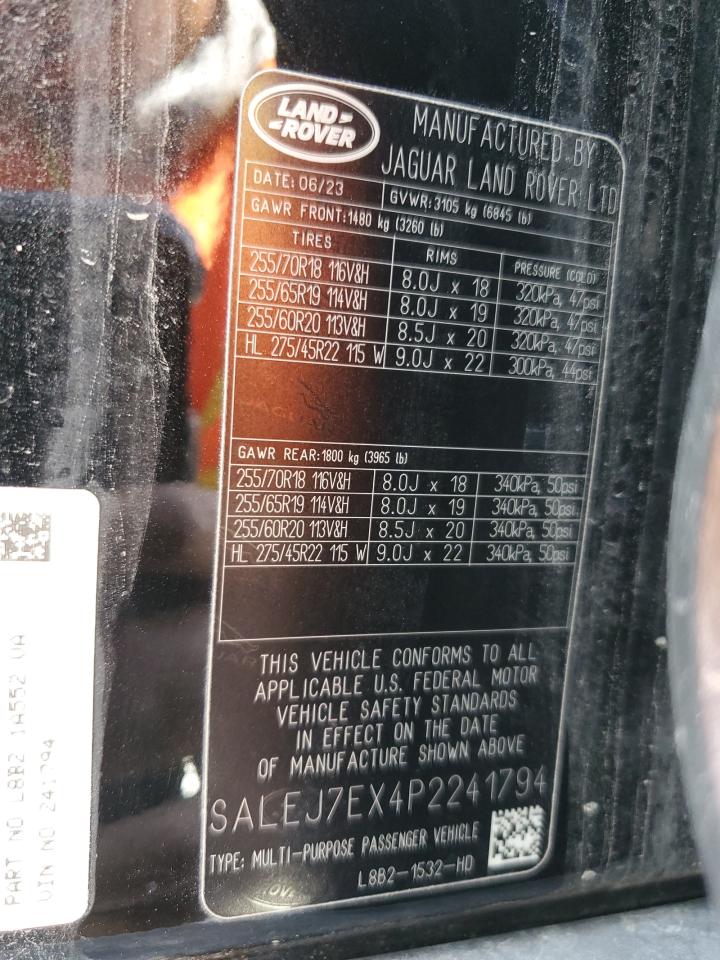 LAND ROVER
MANUFACTURED BY
JAGUAR LAND ROVER LTD
DATE: 06/23 GVWR: 3105 kg (6845 lb)
GAWR FRONT: 1480 kg (3260 lb)
TIRES RIMS PRESSURE (COLD)
255/70R18 116V&H 8.0J x 18 320kPa, 47psi
255/65R19 114V&H 8.0J x 19 320kPa, 47psi
255/60R20 113V&H 8.5J x 20 320kPa, 47psi
HL 275/45R22 115 W 9.0J x 22 300kPa, 44psi
GAWR REAR: 1800 kg (3965 lb)
255/70R18 116V&H 8.0J x 18 340kPa, 50psi
255/65R19 114V&H 8.0J x 19 340kPa, 50psi
255/60R20 113V&H 8.5J x 20 340kPa, 50psi
HL 275/45R22 115 W 9.0J x 22 340kPa, 50psi
THIS VEHICLE CONFORMS TO ALL
APPLICABLE U.S. FEDERAL MOTOR
VEHICLE SAFETY STANDARDS
IN EFFECT ON THE DATE
OF MANUFACTURE SHOWN ABOVE
SALEJ7EX4P2241794
TYPE: MULTI-PURPOSE PASSENGER VEHICLE
L8B2-1532-HD
PART NO L8B2 1A552 UA
VIN NO 241794